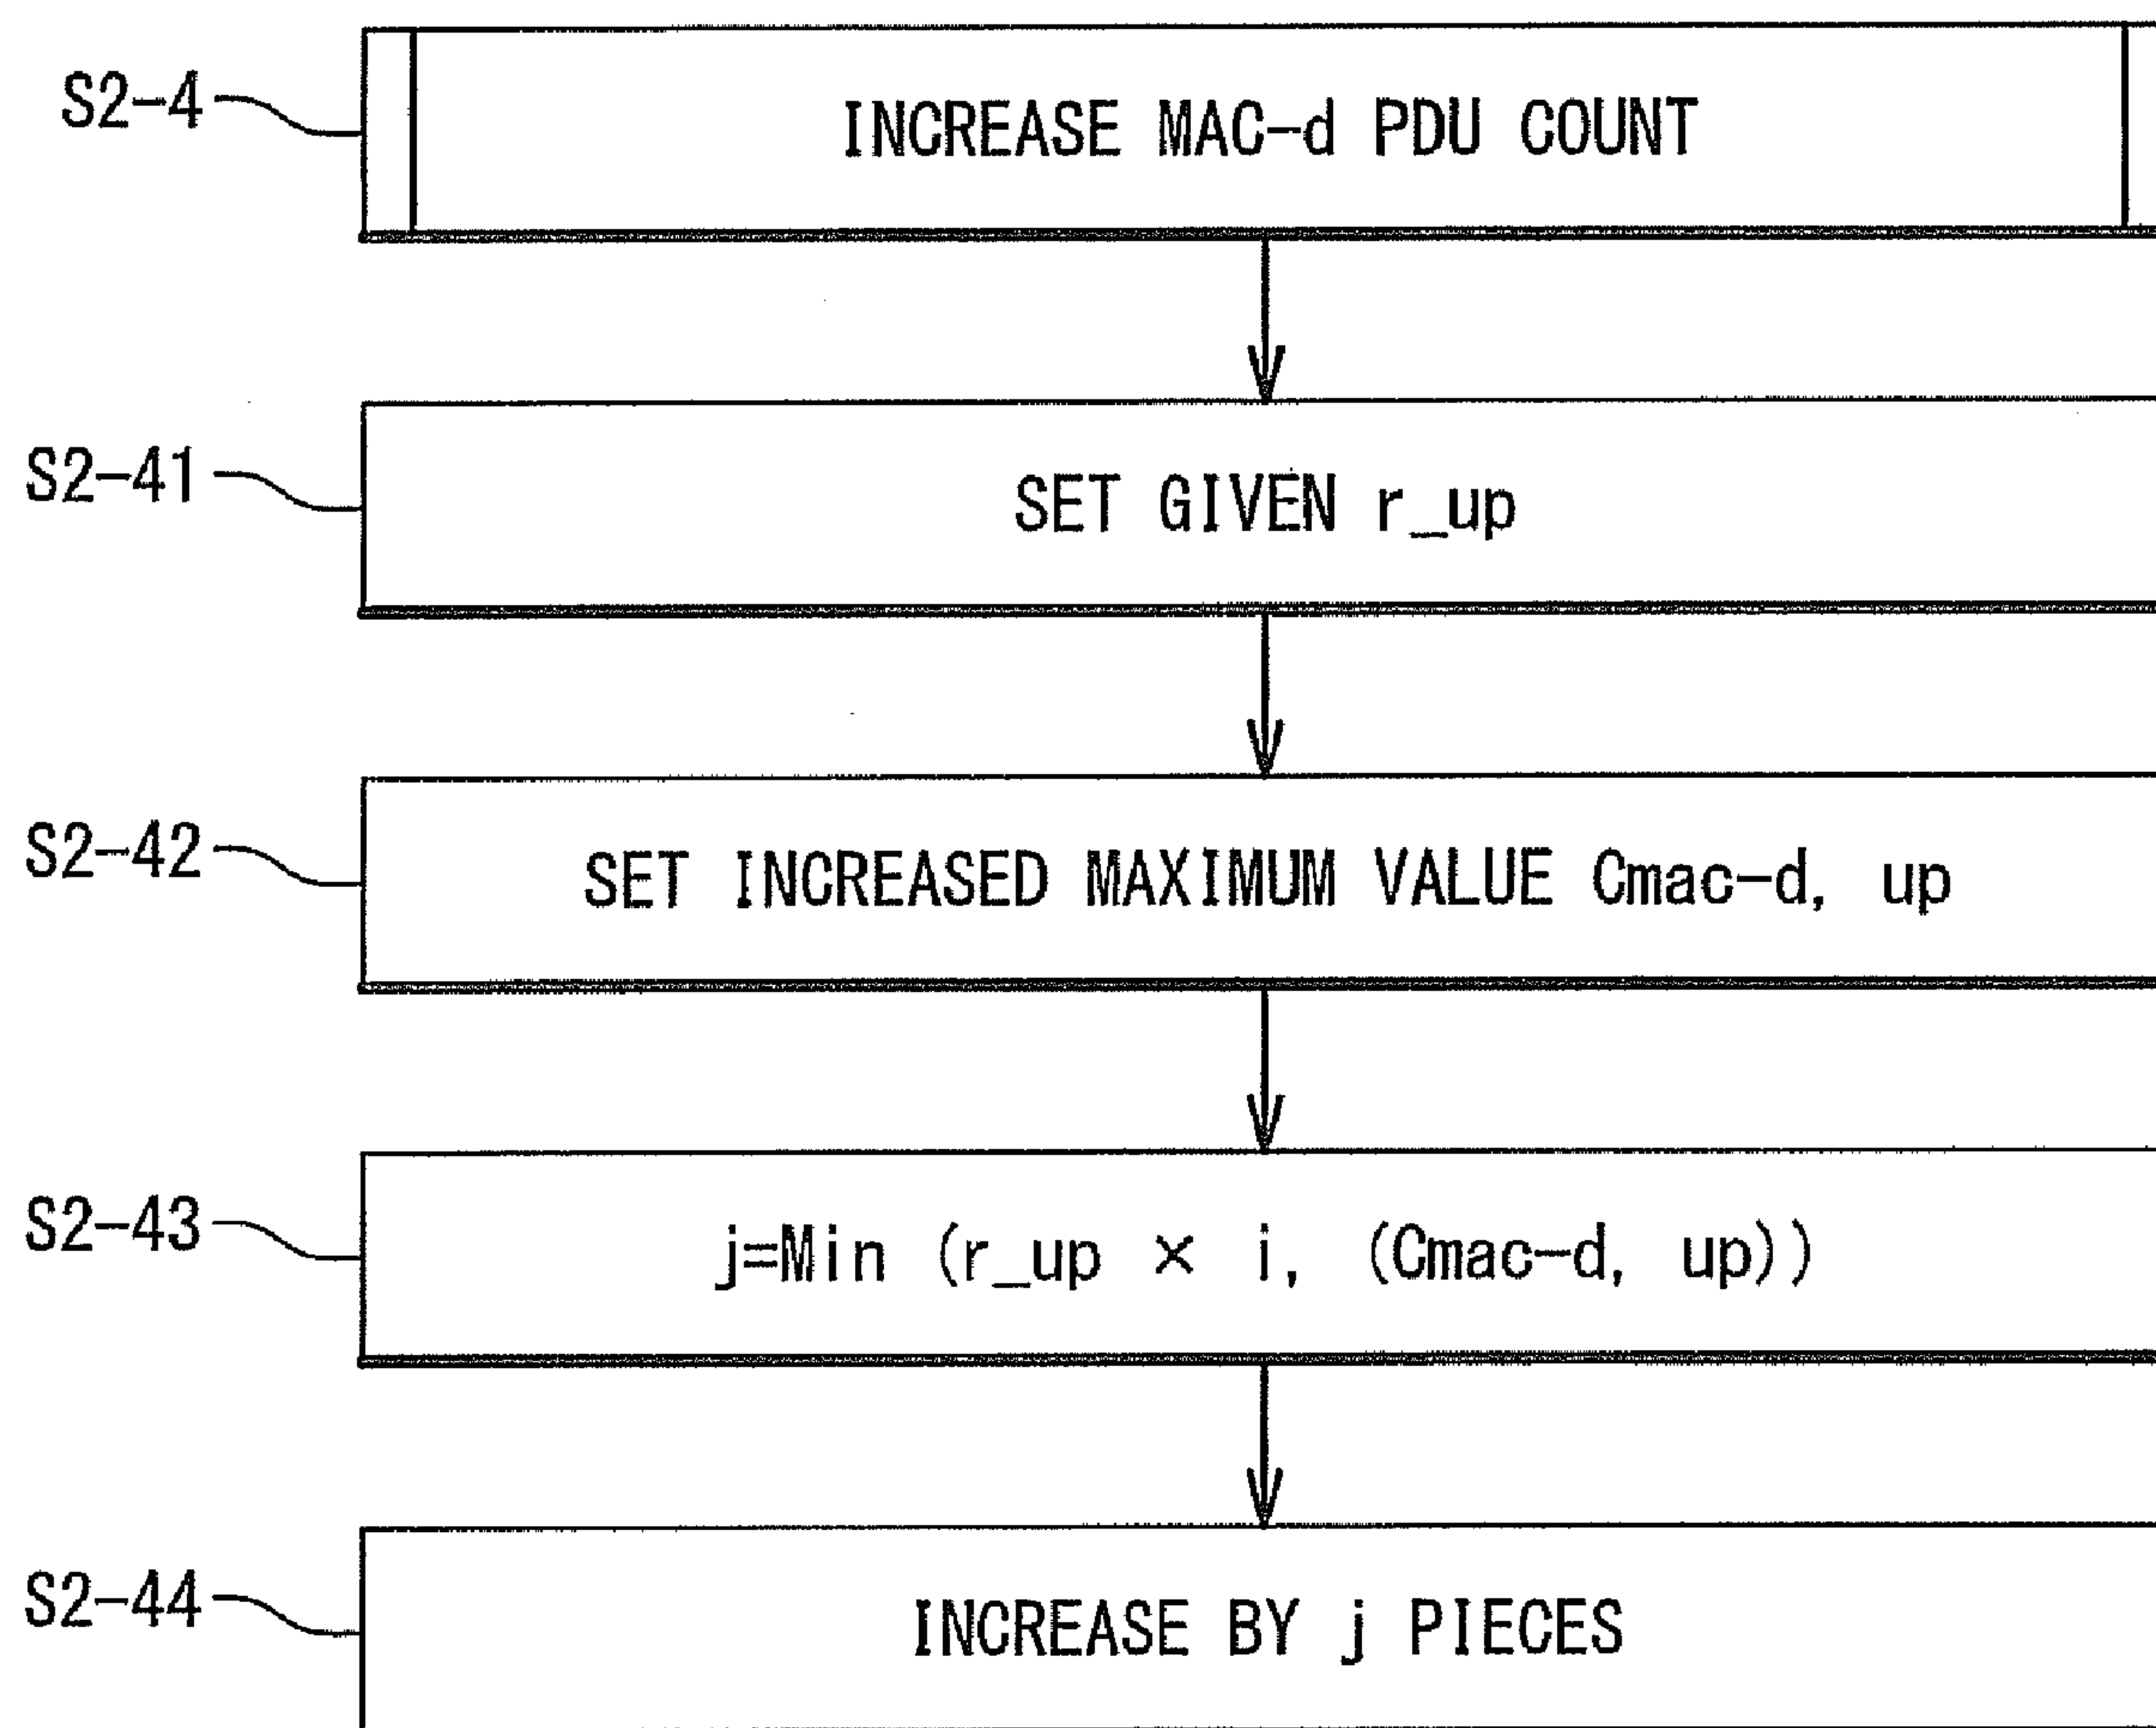 S2-4
INCREASE MAC-d PDU COUNT
S2-41
SET GIVEN r_up
S2-42
SET INCREASED MAXIMUM VALUE Cmac-d, up
S2-43
j=Min (r_up × i, (Cmac-d, up))
S2-44
INCREASE BY j PIECES